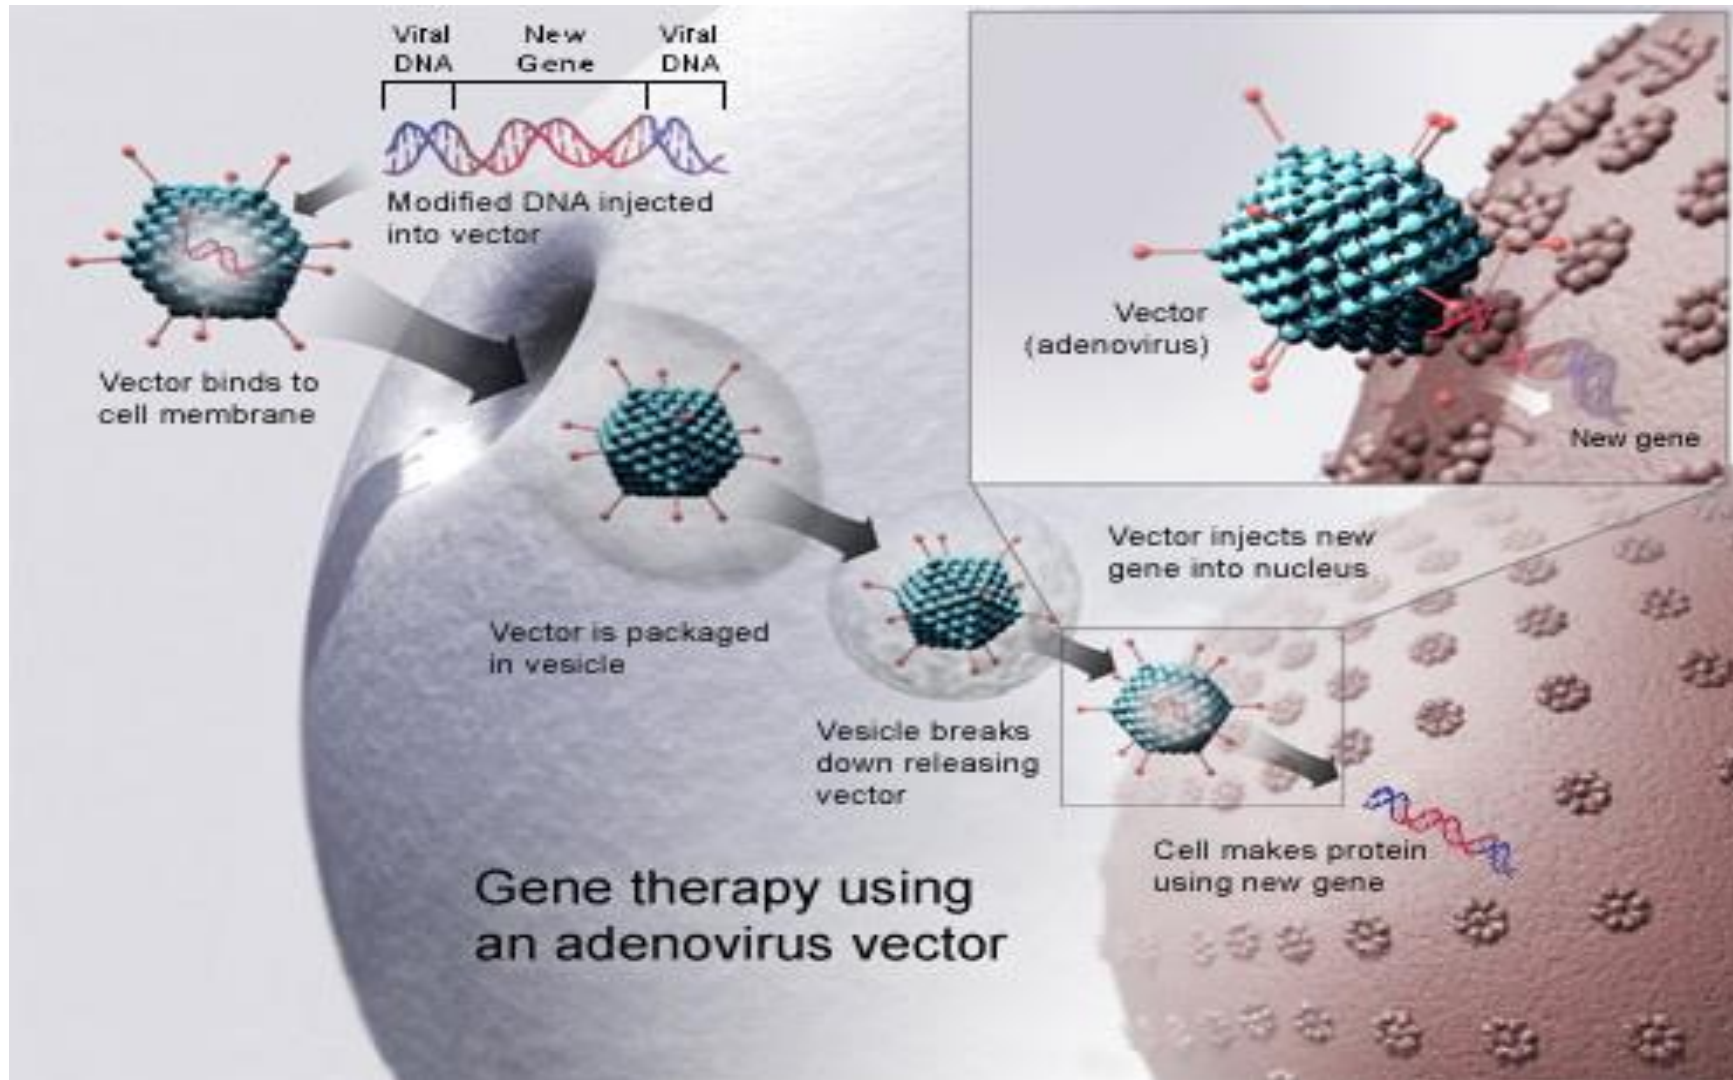 Viral
DNA
New
Gene
Viral
DNA
Modified DNA injected
into vector
Vector binds to
cell membrane
Vector
(adenovirus)
New gene
Vector injects new
gene into nucleus
Vector is packaged
in vesicle
Vesicle breaks
down releasing
vector
Cell makes protein
using new gene
Gene therapy using
an adenovirus vector